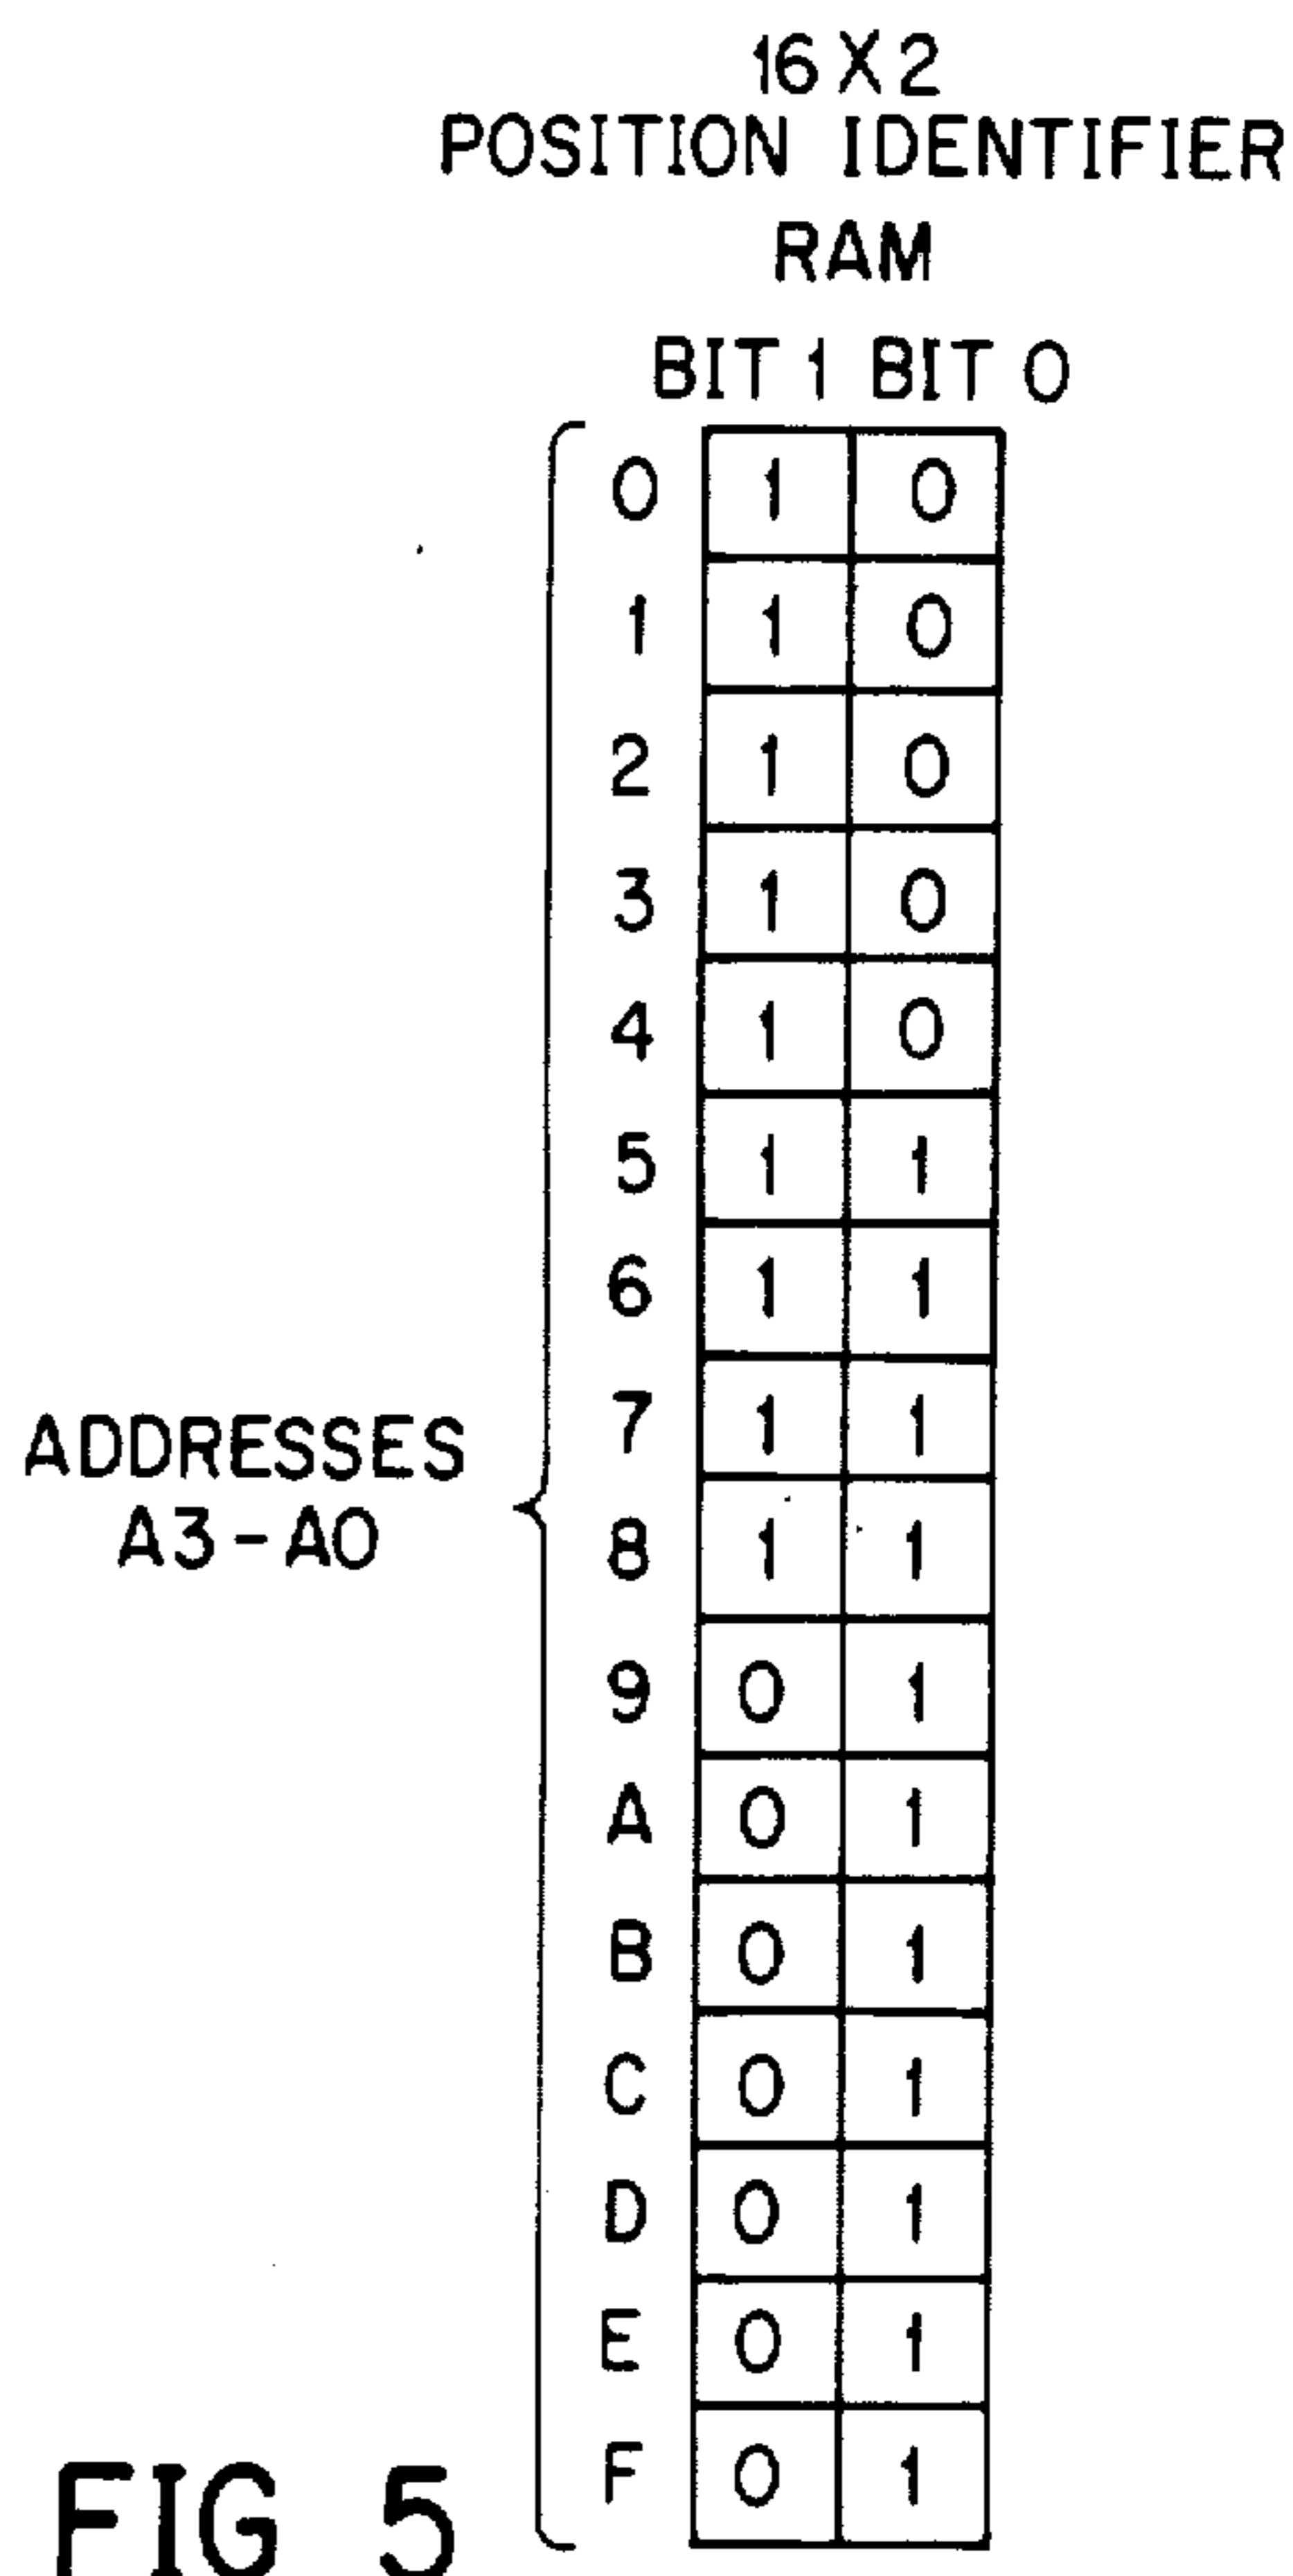 16 X 2
POSITION IDENTIFIER
RAM
BIT 1 BIT 0
0 1 0
1 1 0
2 1 0
3 1 0
4 1 0
5 1 1
6 1 1
7 1 1
ADDRESSES
A3-A0
8 1 1
9 0 1
A 0 1
B 0 1
C 0 1
D 0 1
E 0 1
F 0 1
FIG 5